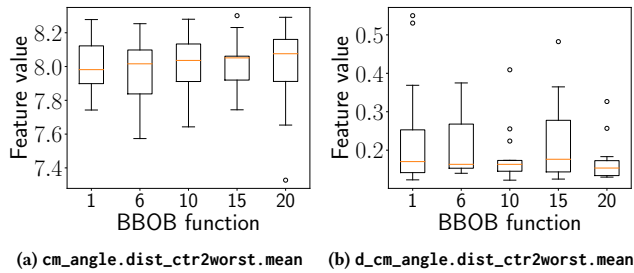 8.2
8.0
7.8
7.6
7.4
Feature value
1 6 10 15 20
BBOB function
(a) cm_angle.dist_ctr2worst.mean
0.5
0.4
0.3
0.2
Feature value
1 6 10 15 20
BBOB function
(b) d_cm_angle.dist_ctr2worst.mean